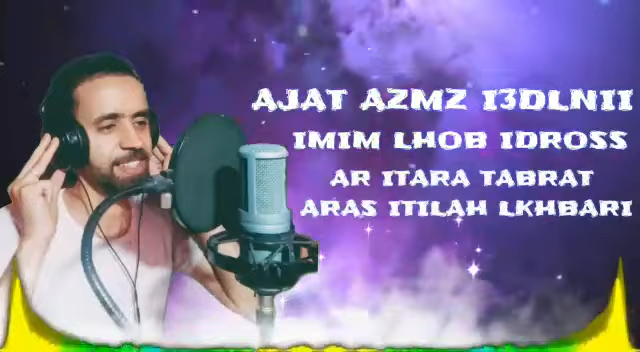 AJAT AZMZ I3DLNII
IMIM LHOB IDROSS
AR ITARA TABRAT
ARAS ITILAH LKHBARI